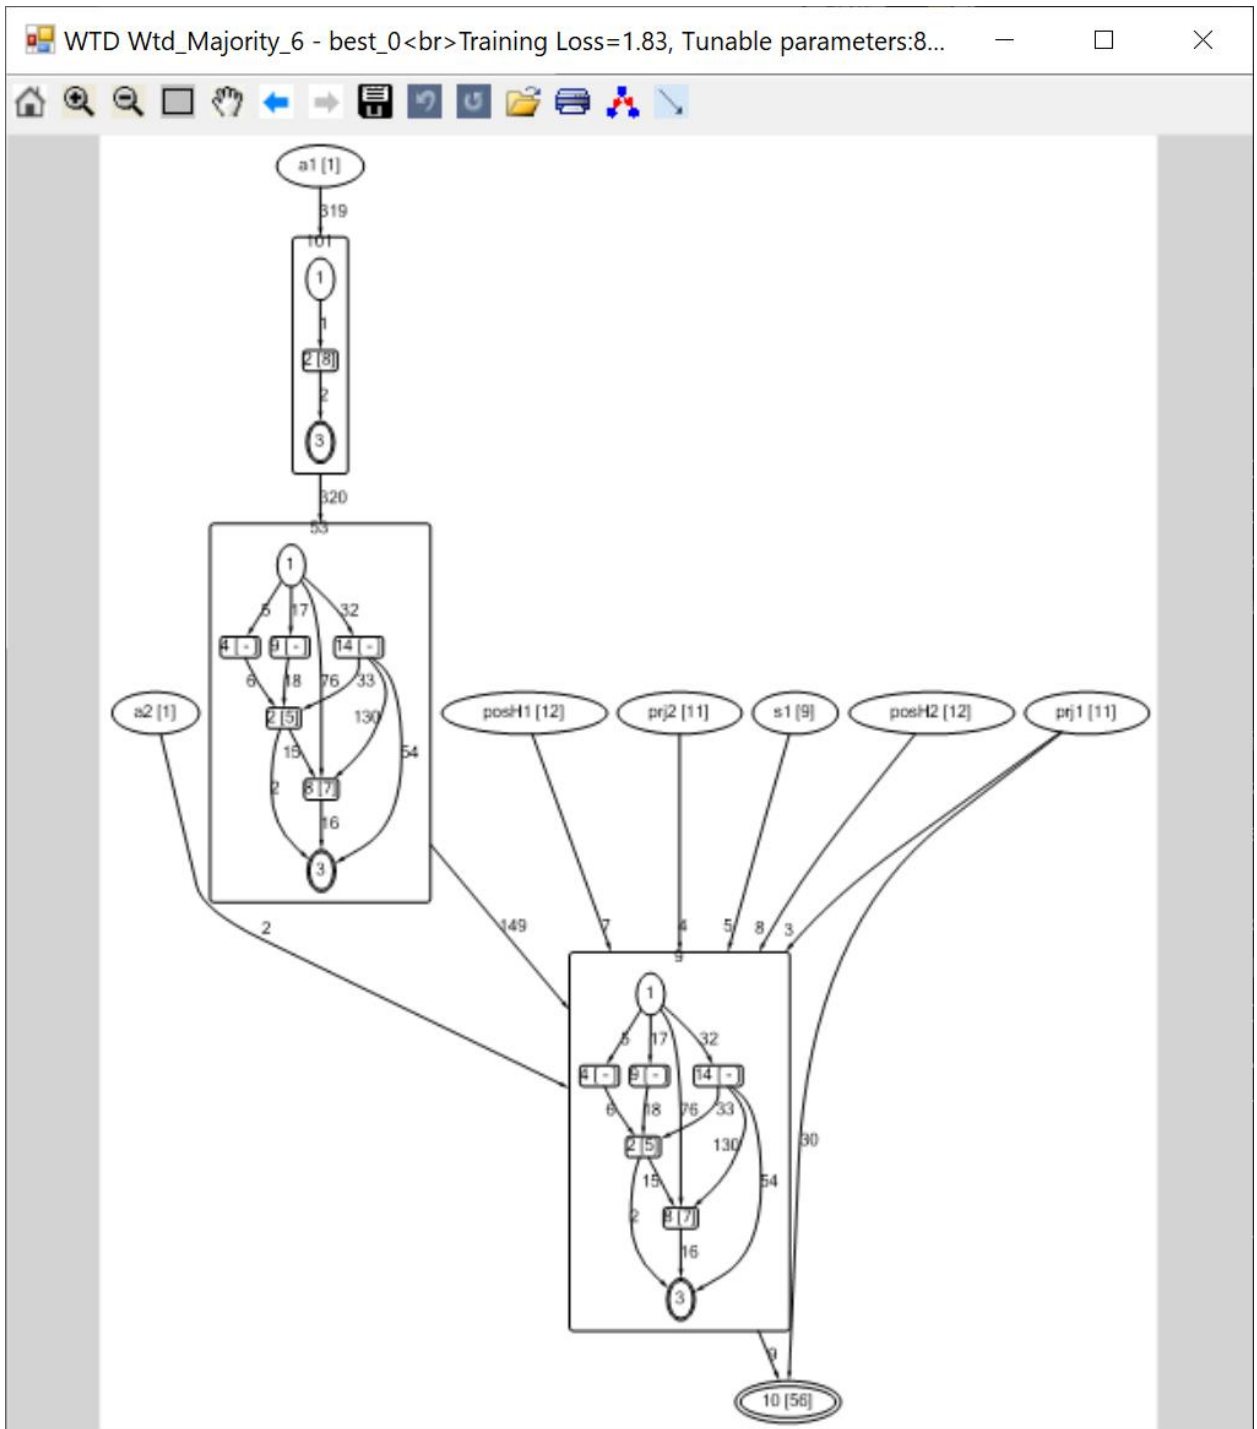 WTD Wtd_Majority_6 - best_0<br>Training Loss=1.83, Tunable parameters:8...
a1 [1]
319
101
1
1
2 [8]
2
3
320
53
1
5 17 32
4 [-] 9 [-] 14 [-]
6 18 76 33
a2 [1] 2 [5] 130 posH1 [12] prj2 [11] s1 [9] posH2 [12] prj1 [11]
15 54
2 8 [7]
16
3
2 149 7 4 5 8 3
9
1
5 17 32
4 [-] 9 [-] 14 [-]
6 18 76 33
2 [5] 130 30
15 54
2 8 [7]
16
3
9
10 [56]